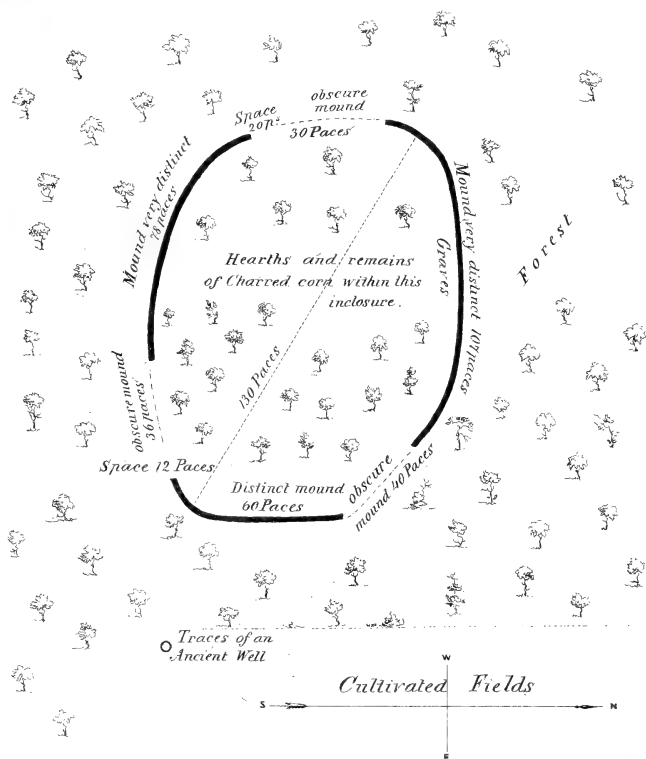 obscure
mound
Space
20 p.s
30 Paces
Mound very distinct
78 paces
Mound very distinct 107 paces
Graves
Forest
Hearths and remains
of Charred corn within this
inclosure.
130 Paces
obscure mound
36 paces
Space 12 Paces
Distinct mound
60 Paces
obscure
mound 40 Paces
Traces of an
Ancient Well
Cultivated Fields
W
S
N
E